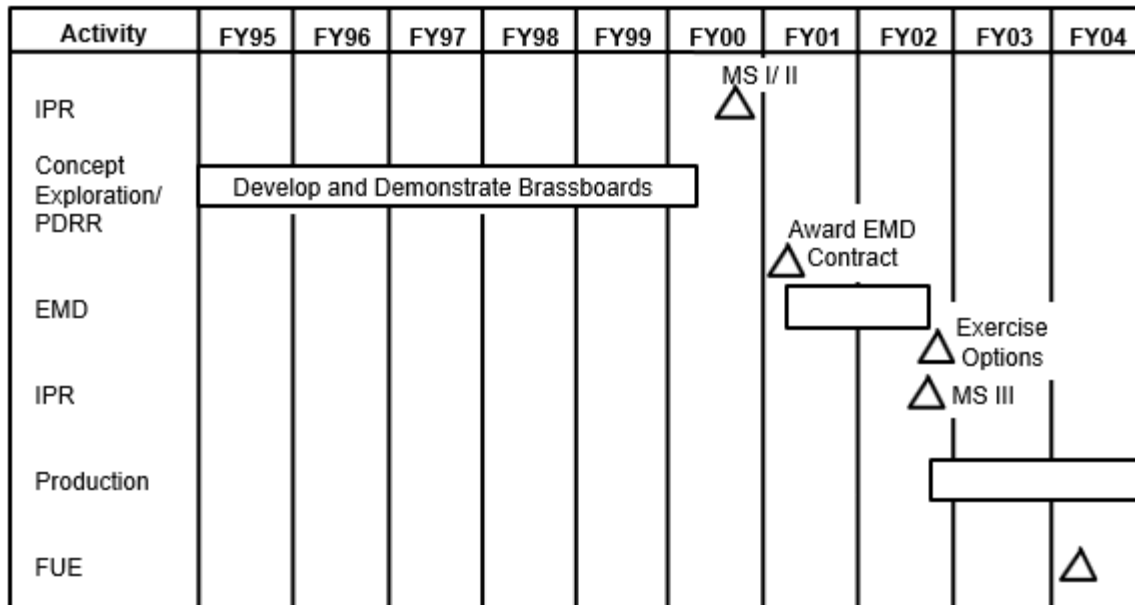 Activity FY95 FY96 FY97 FY98 FY99 FY00 FY01 FY02 FY03 FY04
MS I/ II
IPR
Concept
Exploration/
PDRR
Develop and Demonstrate Brassboards
Award EMD
Contract
EMD
Exercise
Options
IPR
MS III
Production
FUE